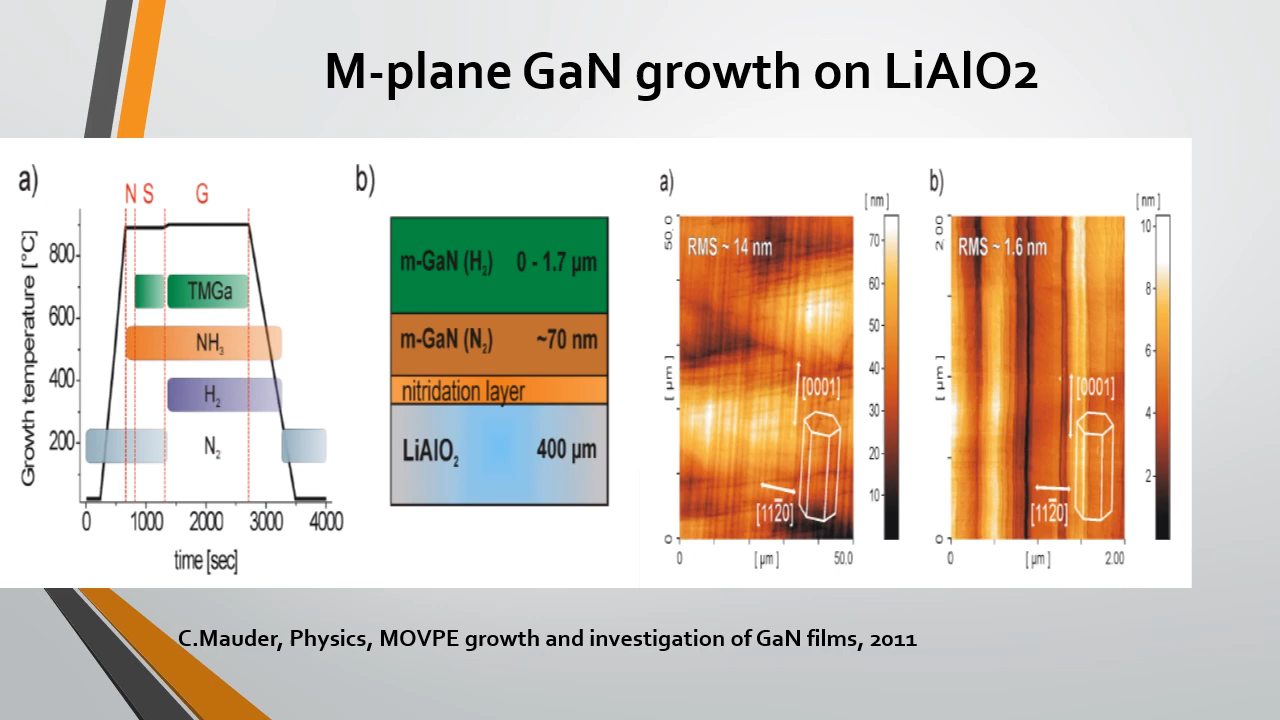 M-plane GaN growth on LiAlO2
a)
N S G
Growth temperature [°C]
800
600
400
200
TMGa
NH₃
H₂
N₂
0 1000 2000 3000 4000
time [sec]
b)
m-GaN (H₂) 0 - 1.7 µm
m-GaN (N₂) ~70 nm
nitridation layer
LiAlO₂ 400 µm
a)
[ nm ]
RMS ~ 14 nm
50.0
[ µm ]
0
70
60
50
40
30
20
10
[0001]
[112̄0]
0 [ µm ] 50.0
b)
[ nm ]
RMS ~ 1.6 nm
2.00
[ µm ]
0
10
8
6
4
2
[0001]
[112̄0]
0 [ µm ] 2.00
C.Mauder, Physics, MOVPE growth and investigation of GaN films, 2011